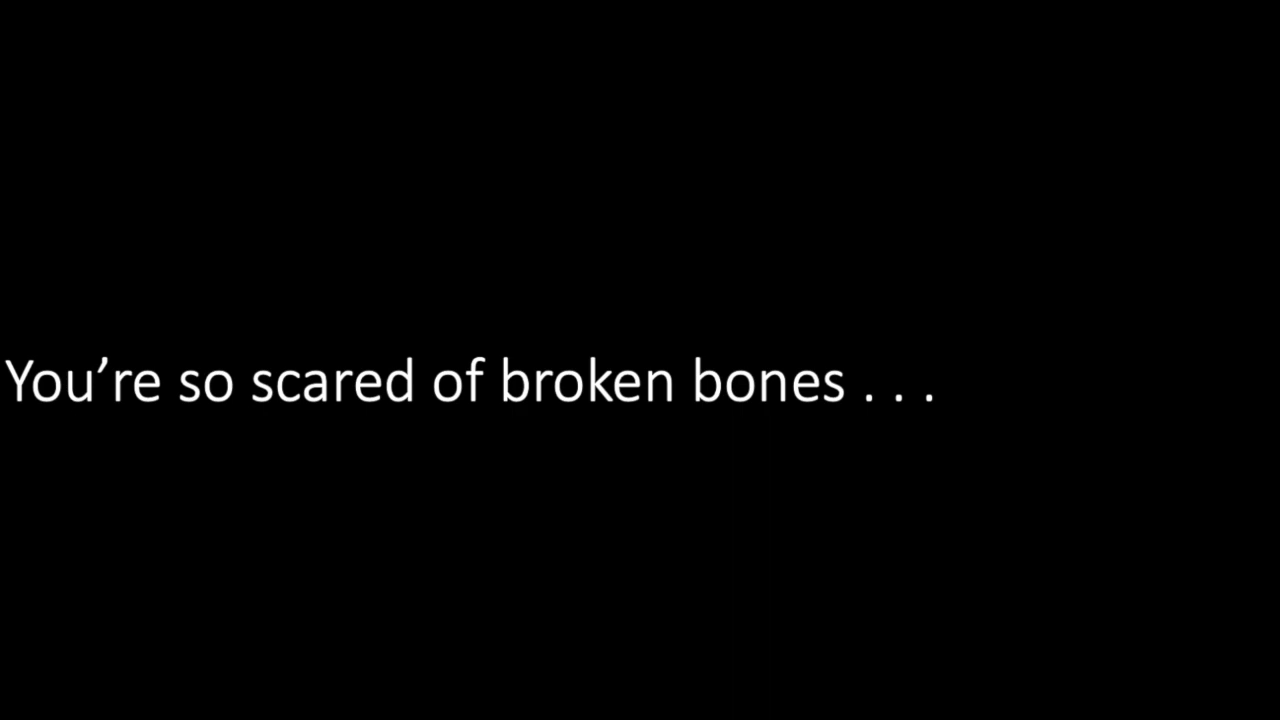 You’re so scared of broken bones . . .